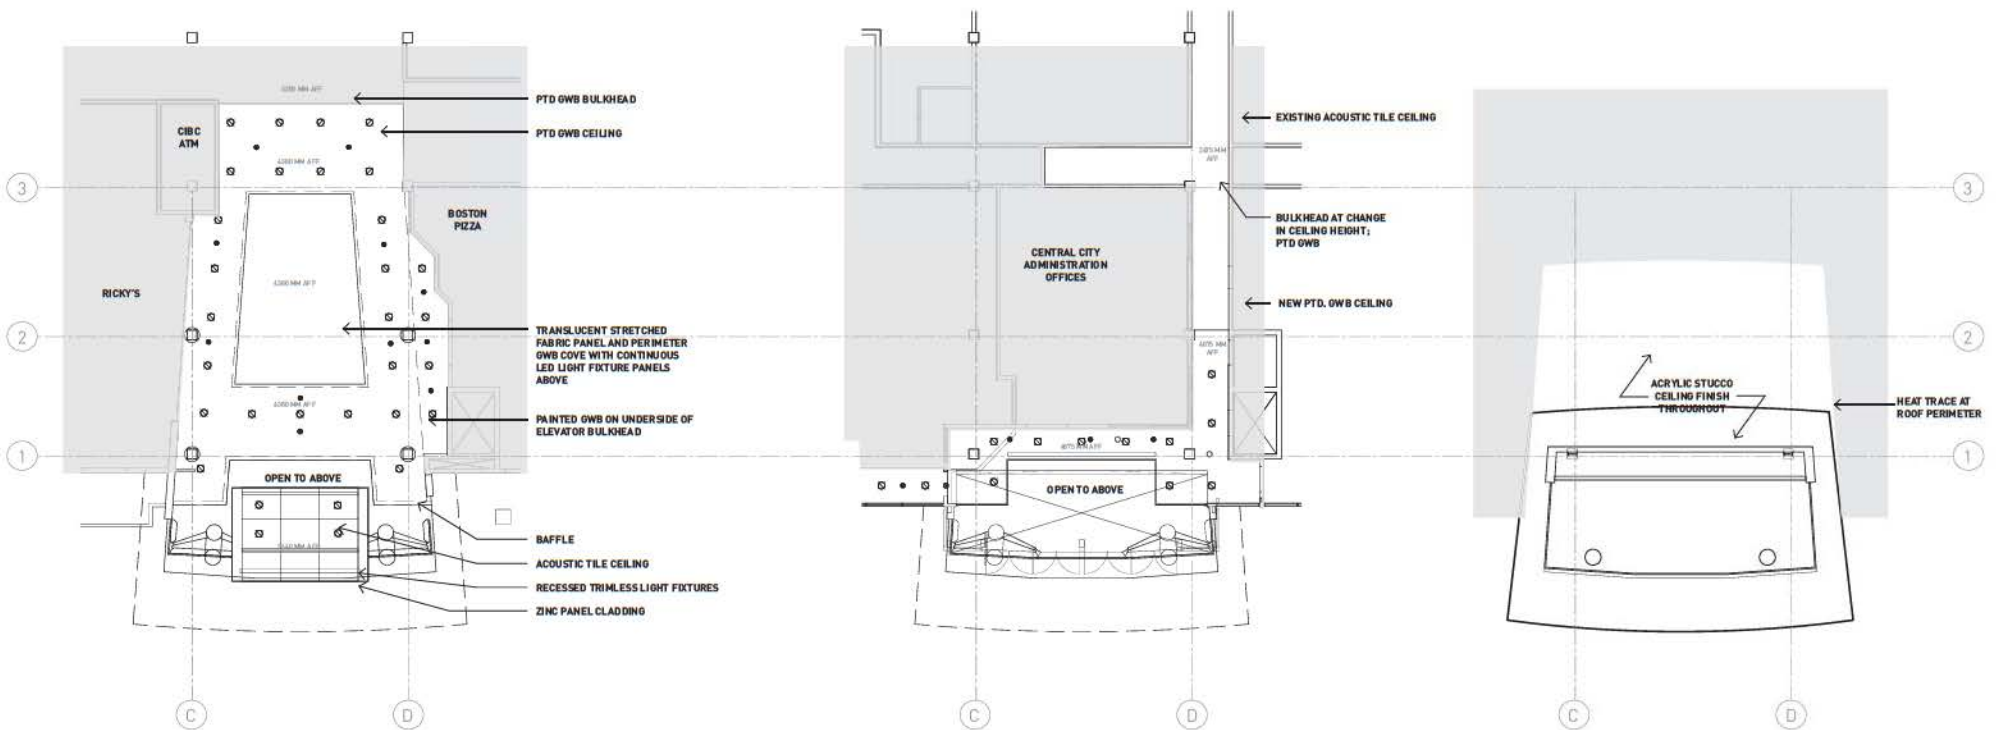 PTD GWB BULKHEAD
PTD GWB CEILING
CIBC
ATM
3
BOSTON
PIZZA
RICKY'S
2
TRANSLUCENT STRETCHED
FABRIC PANEL AND PERIMETER
GWB COVE WITH CONTINUOUS
LED LIGHT FIXTURE PANELS
ABOVE
PAINTED GWB ON UNDERSIDE OF
ELEVATOR BULKHEAD
1
OPEN TO ABOVE
BAFFLE
ACOUSTIC TILE CEILING
RECESSED TRIMLESS LIGHT FIXTURES
ZINC PANEL CLADDING
C
D
EXISTING ACOUSTIC TILE CEILING
MM
AFF
BULKHEAD AT CHANGE
IN CEILING HEIGHT;
PTD GWB
CENTRAL CITY
ADMINISTRATION
OFFICES
NEW PTD. GWB CEILING
MM
AFF
OPEN TO ABOVE
C
D
3
2
ACRYLIC STUCCO
CEILING FINISH
THROUGHOUT
HEAT TRACE AT
ROOF PERIMETER
1
C
D